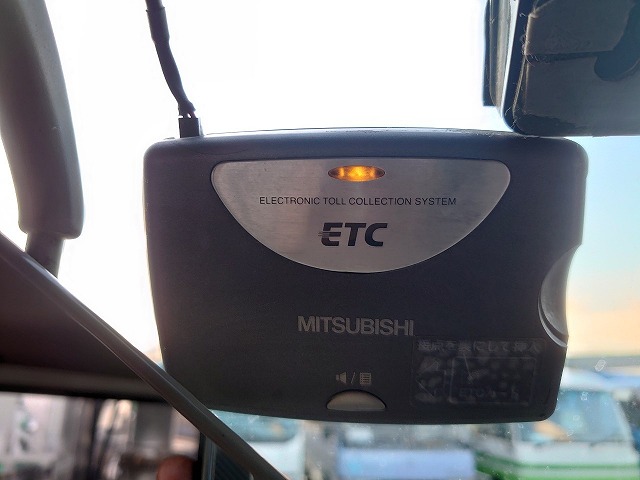 ELECTRONIC TOLL COLLECTION SYSTEM
ETC
MITSUBISHI